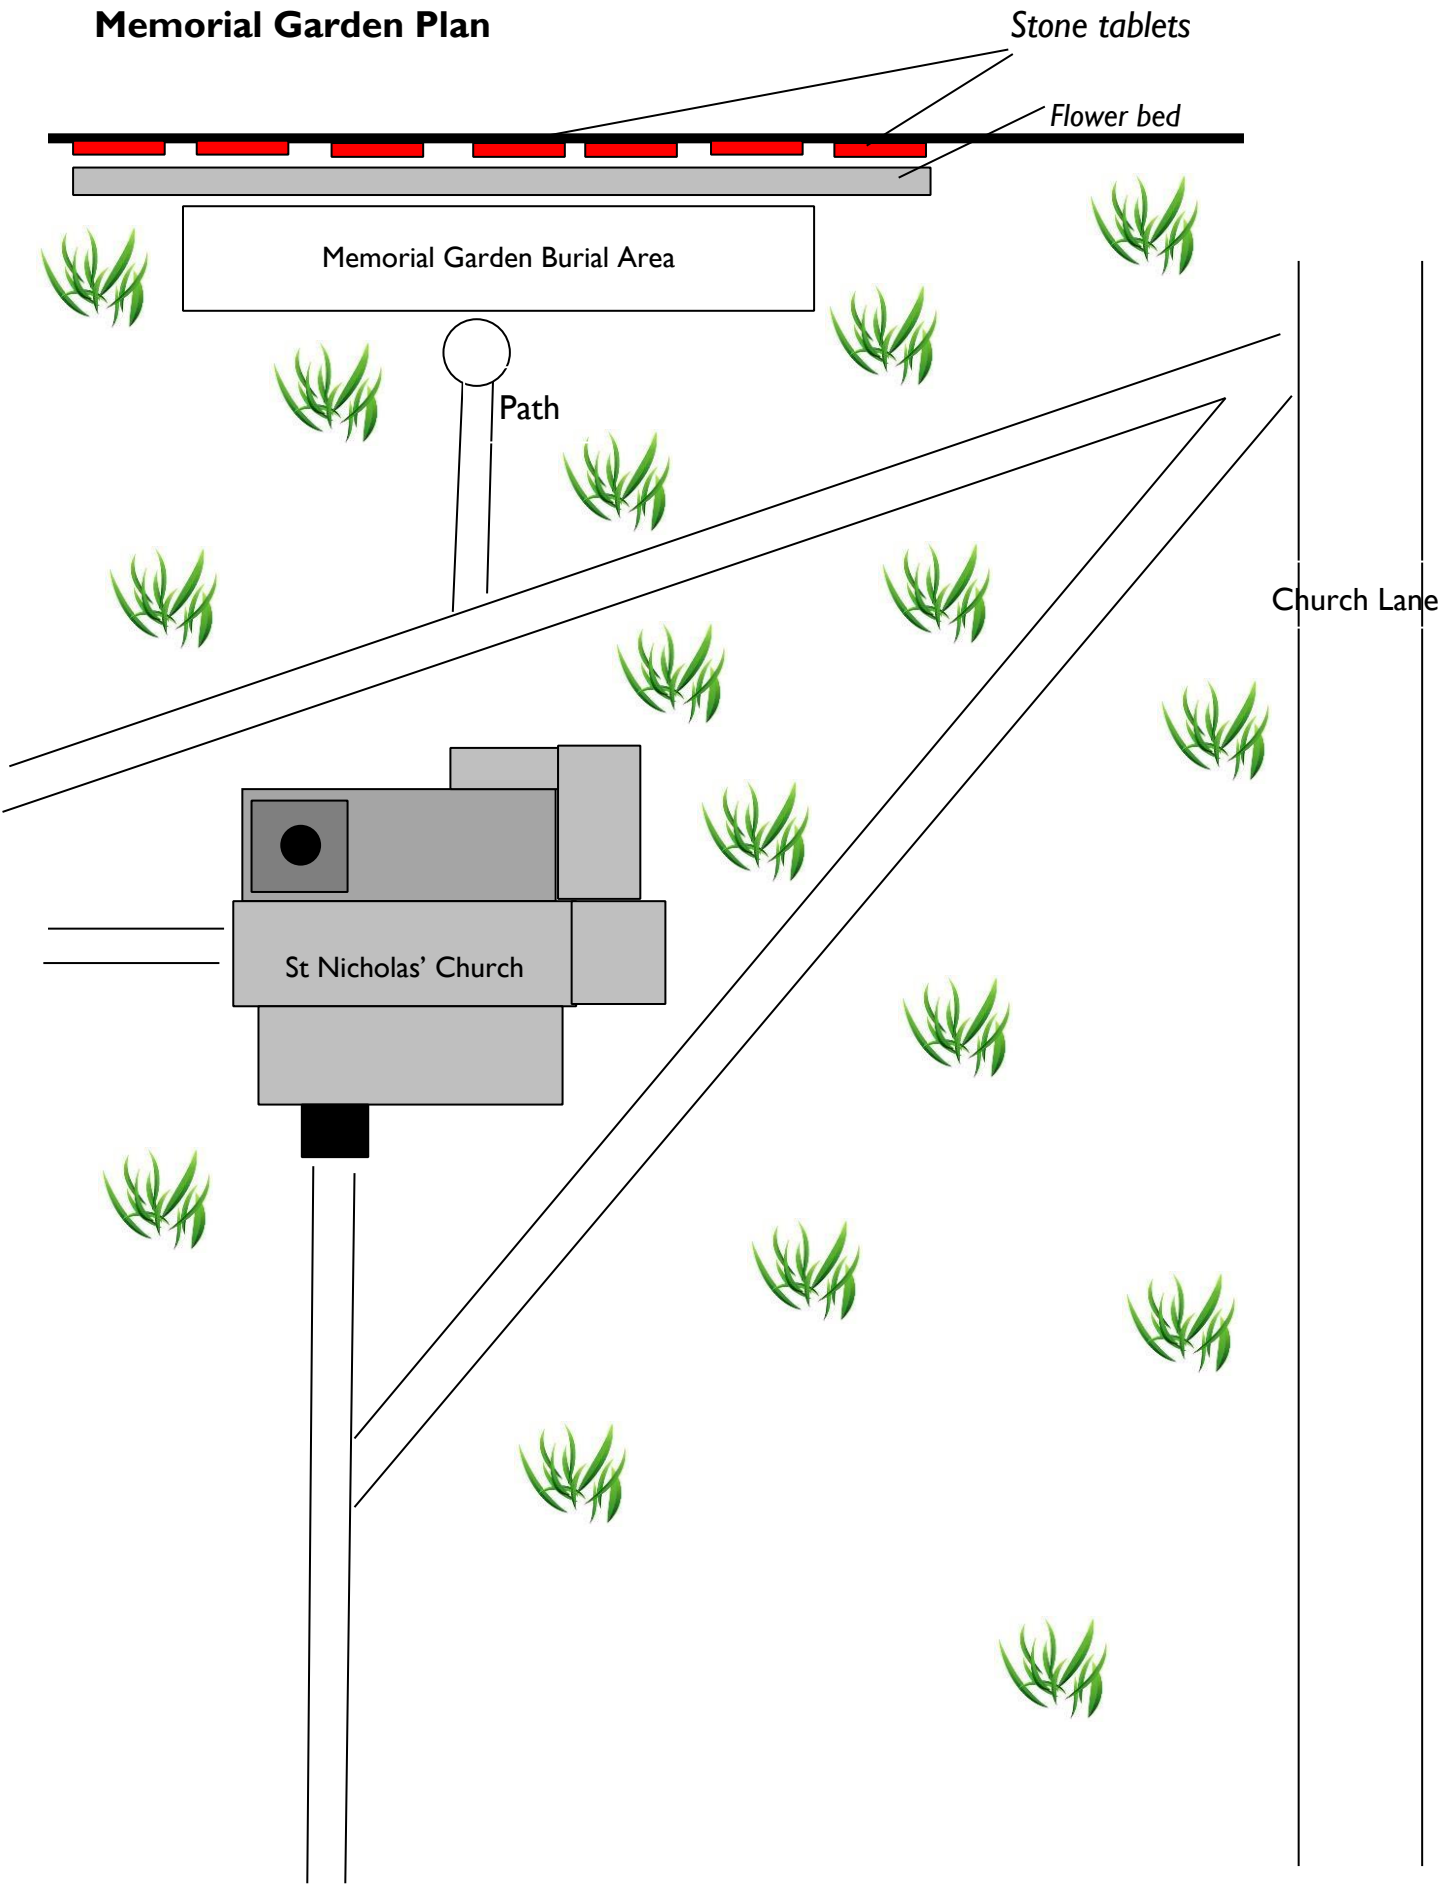 Memorial Garden Plan
Stone tablets
Flower bed
Memorial Garden Burial Area
Path
Church Lane
St Nicholas’ Church